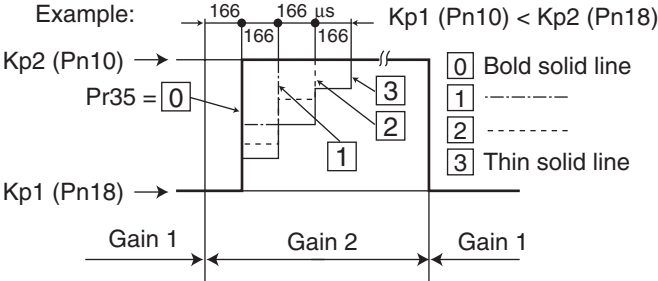 Example:
166 166 μs
166 166
Kp1 (Pn10) < Kp2 (Pn18)
Kp2 (Pn10)
Pr35 = 0
3
2
1
0 Bold solid line
1
2
3 Thin solid line
Kp1 (Pn18)
Gain 1 Gain 2 Gain 1